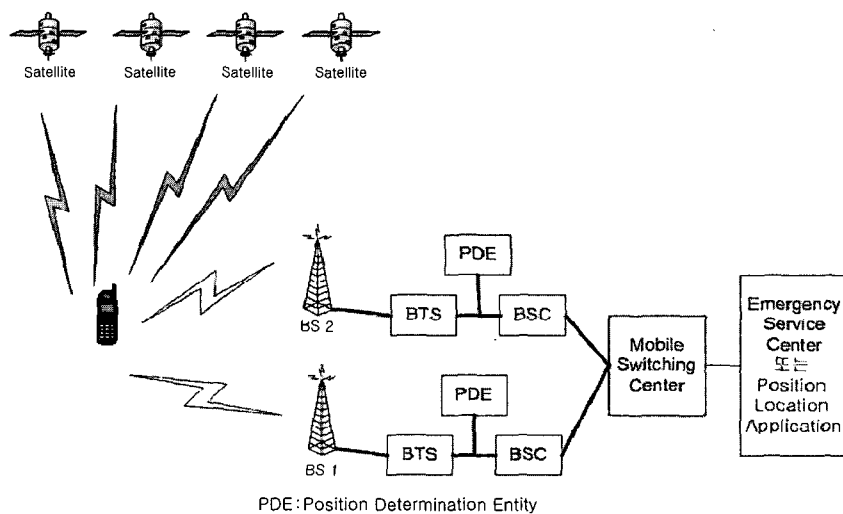 Satellite
Satellite
Satellite
Satellite
PDE
BTS
BSC
BS 2
Mobile
Switching
Center
Emergency
Service
Center
또는
Position
Location
Application
PDE
BTS
BSC
BS 1
PDE:Position Determination Entity